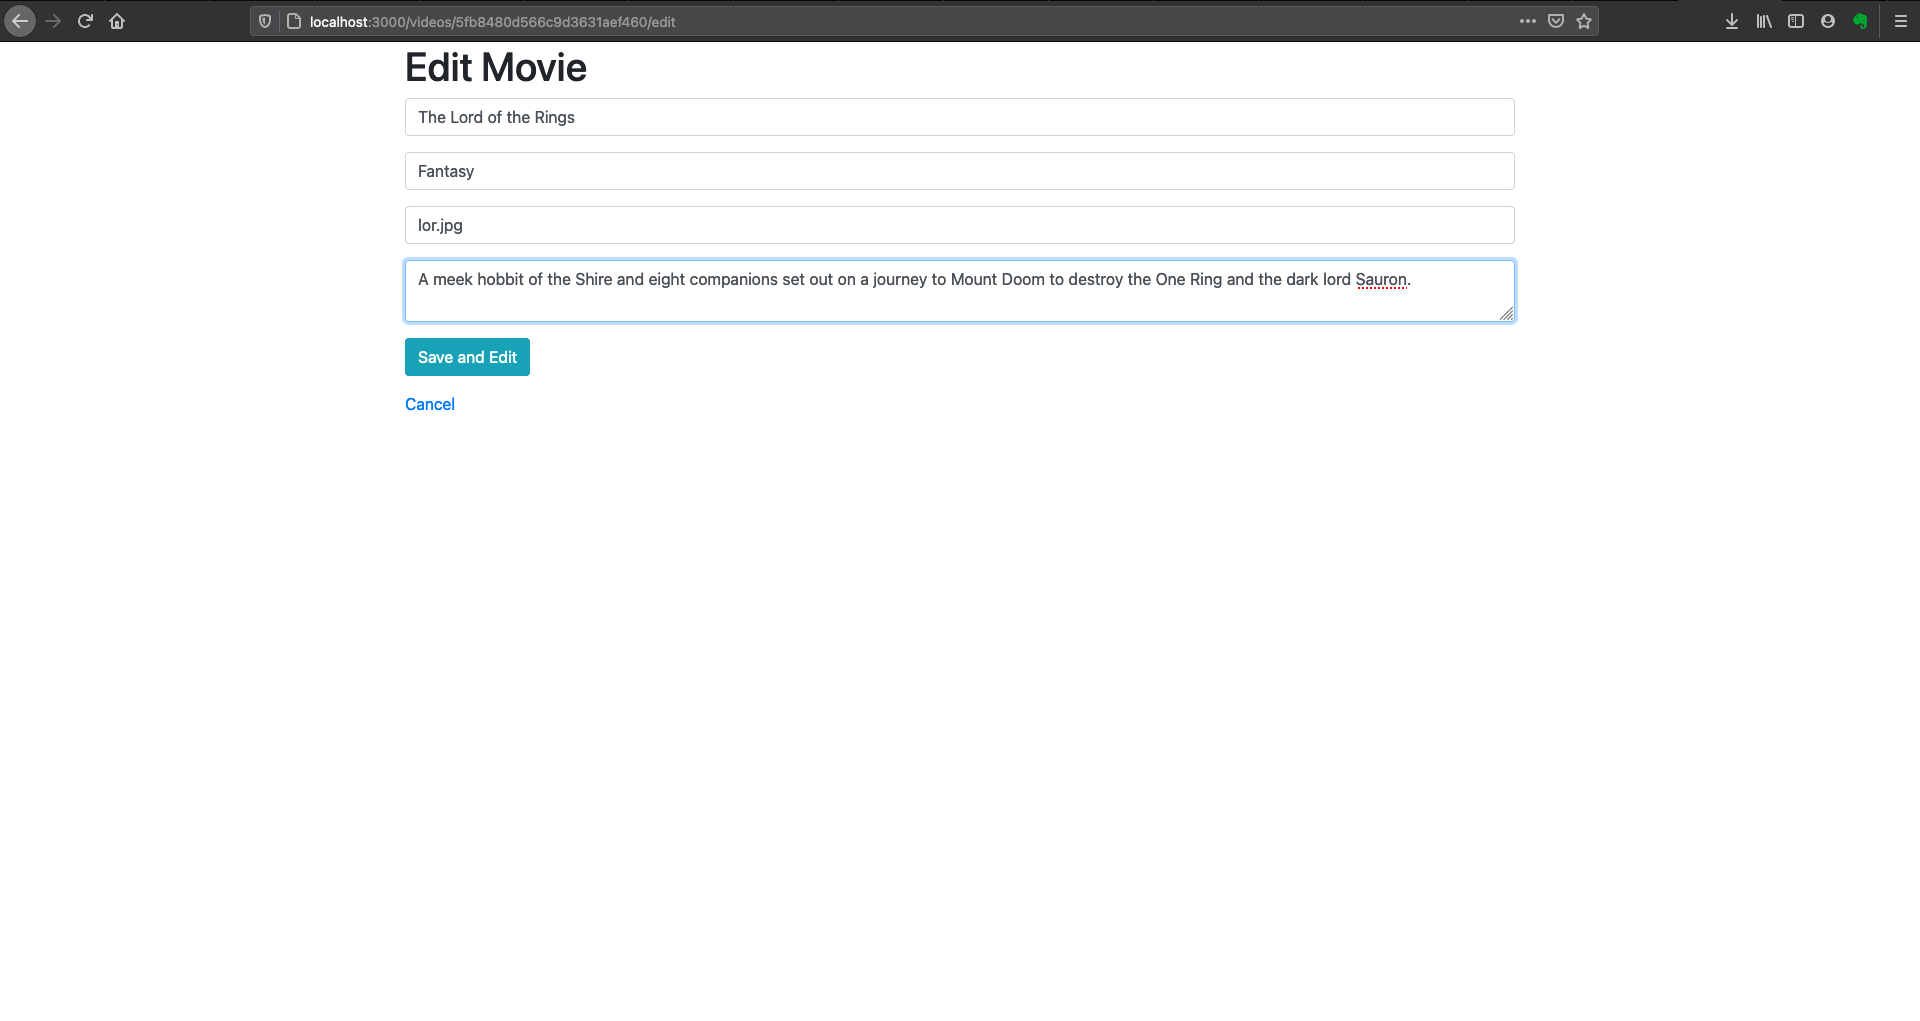 localhost:3000/videos/5fb8480d566c9d3631aef460/edit
Edit Movie
The Lord of the Rings
Fantasy
lor.jpg
A meek hobbit of the Shire and eight companions set out on a journey to Mount Doom to destroy the One Ring and the dark lord Sauron.
Save and Edit
Cancel